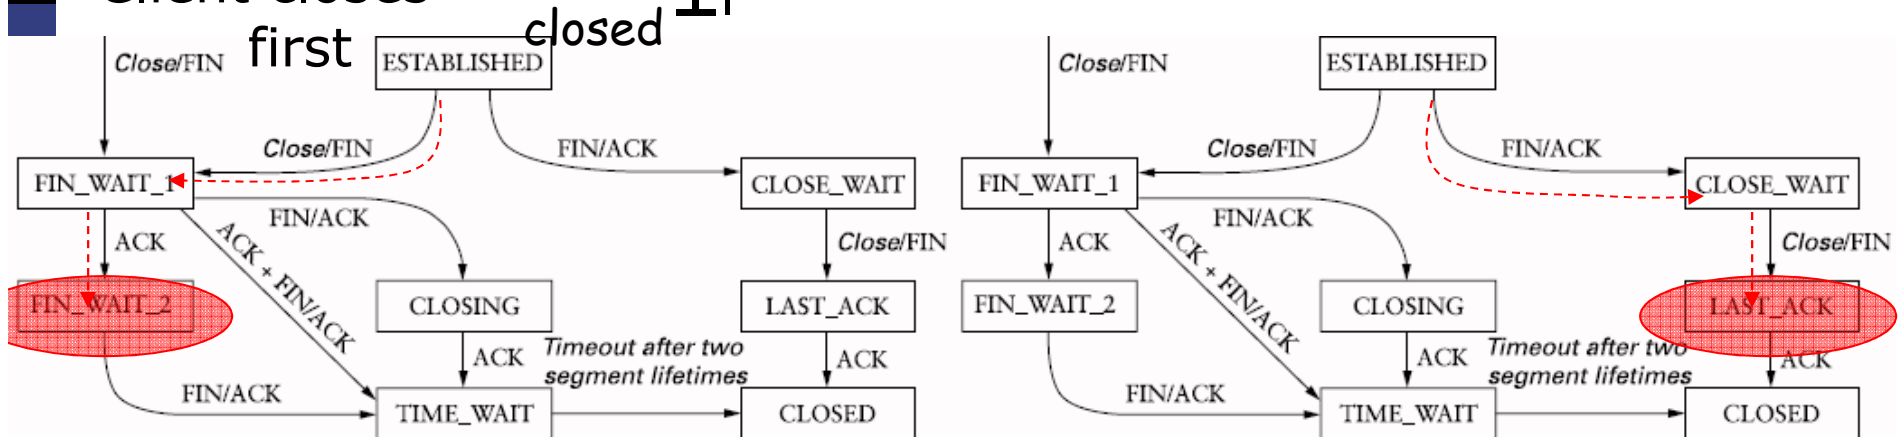 first
closed
Close/FIN
ESTABLISHED
Close/FIN
FIN/ACK
FIN_WAIT_1
CLOSE_WAIT
FIN/ACK
ACK
ACK + FIN/ACK
Close/FIN
FIN_WAIT_2
CLOSING
LAST_ACK
ACK
Timeout after two
segment lifetimes
ACK
FIN/ACK
TIME_WAIT
CLOSED
Close/FIN
ESTABLISHED
Close/FIN
FIN/ACK
FIN_WAIT_1
CLOSE_WAIT
FIN/ACK
ACK
ACK + FIN/ACK
Close/FIN
FIN_WAIT_2
CLOSING
LAST_ACK
ACK
Timeout after two
segment lifetimes
ACK
FIN/ACK
TIME_WAIT
CLOSED